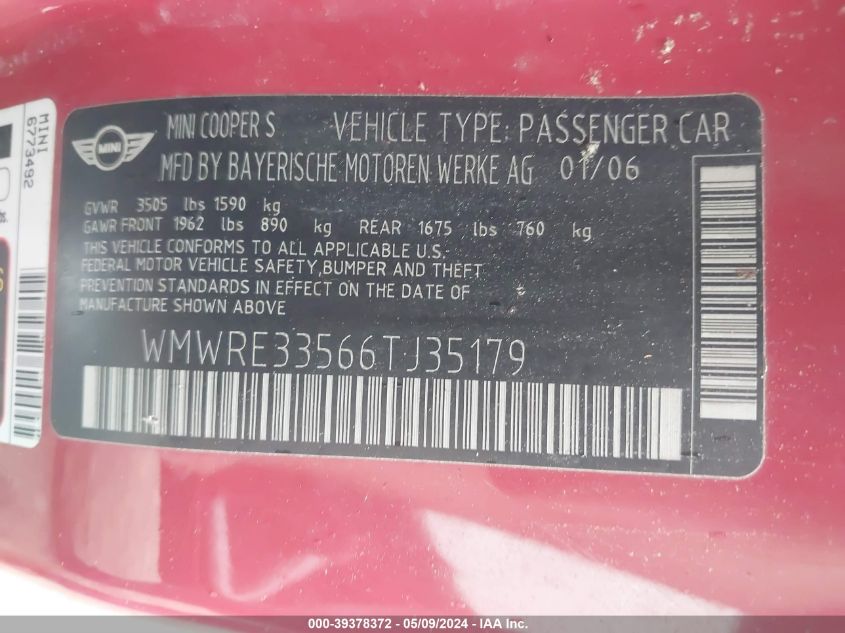 MINI
6773492
MINI
MINI COOPER S VEHICLE TYPE: PASSENGER CAR
MFD BY BAYERISCHE MOTOREN WERKE AG 01/06
GVWR 3505 lbs 1590 kg
GAWR FRONT 1962 lbs 890 kg REAR 1675 lbs 760 kg
THIS VEHICLE CONFORMS TO ALL APPLICABLE U.S.
FEDERAL MOTOR VEHICLE SAFETY,BUMPER AND THEFT
PREVENTION STANDARDS IN EFFECT ON THE DATE OF
MANUFACTURE SHOWN ABOVE
WMWRE33566TJ35179
000-39378372 - 05/09/2024 - IAA Inc.